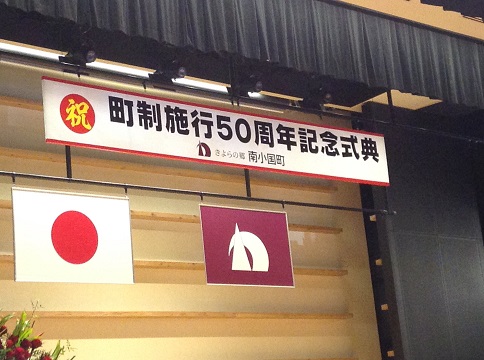 祝 町制施行50周年記念式典
きよらの郷 南小国町